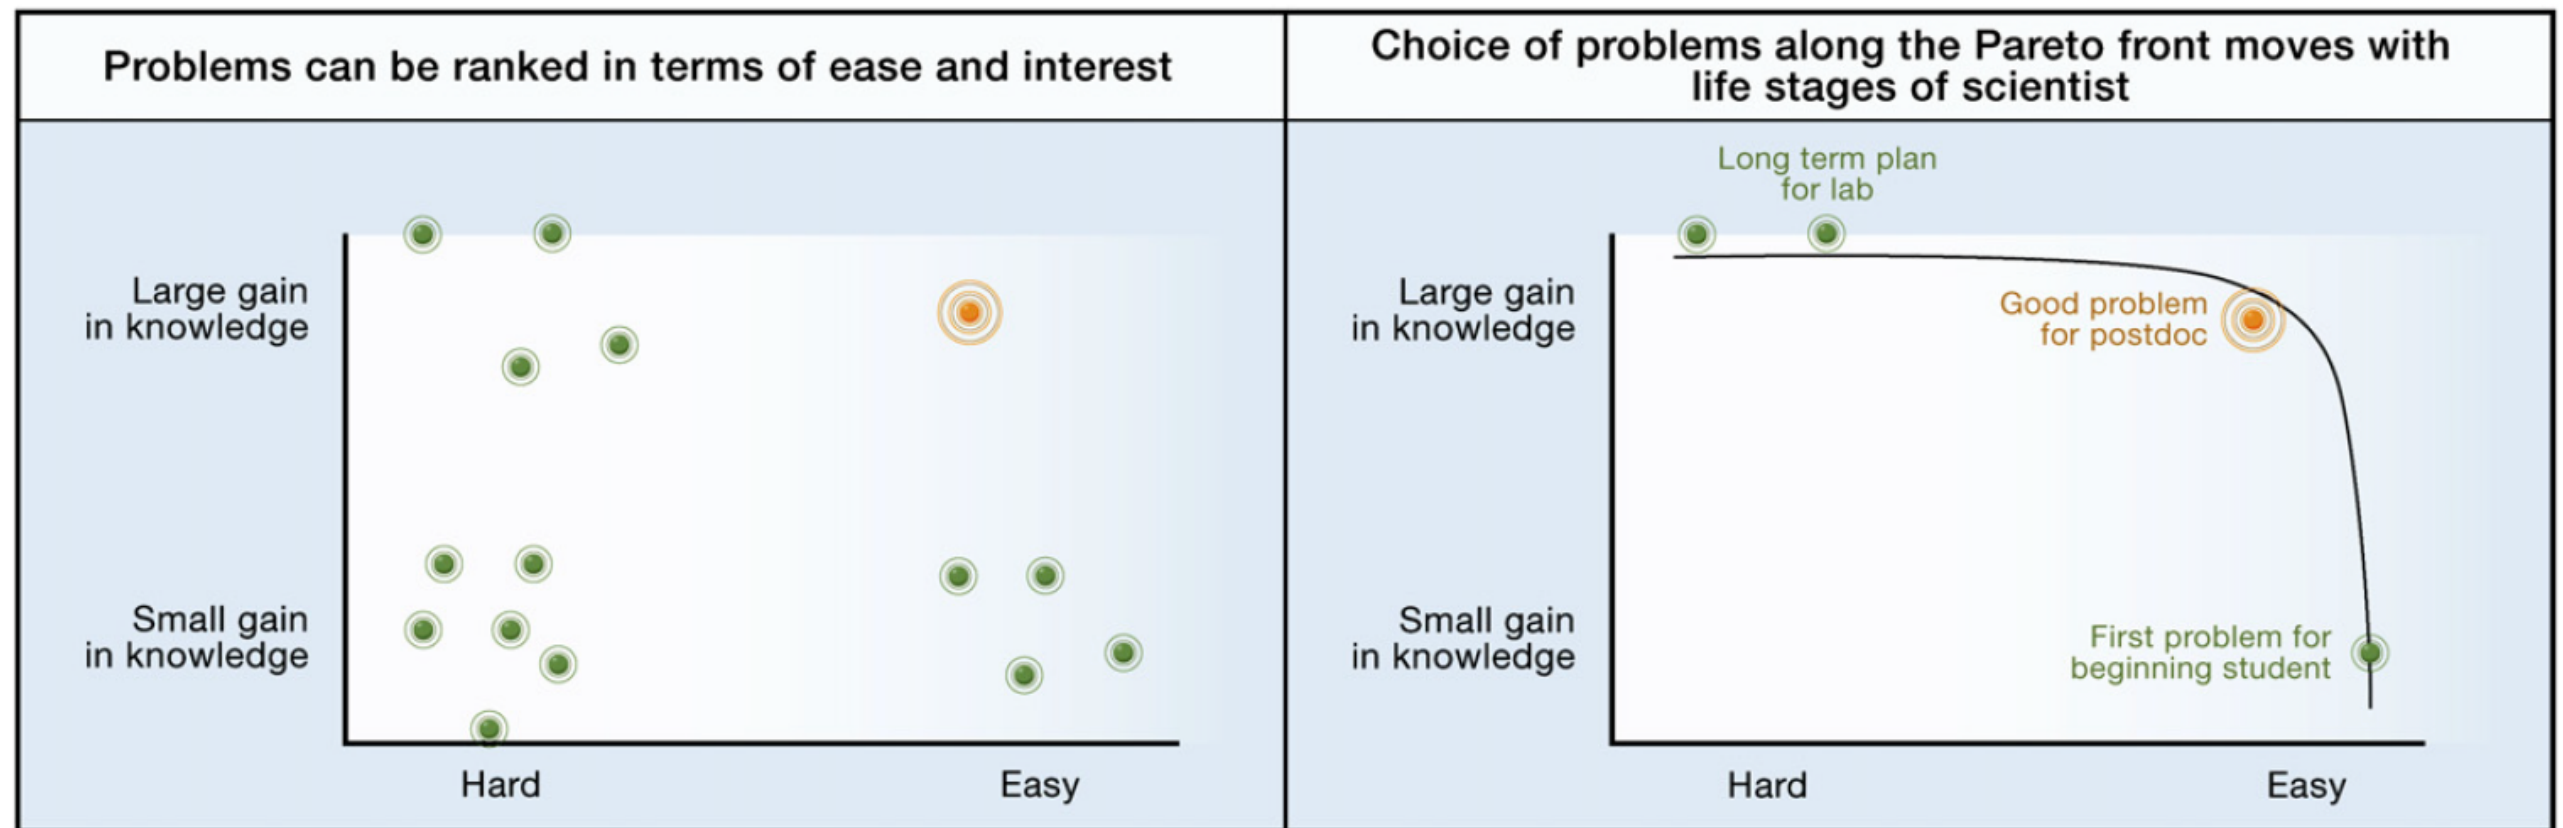 Problems can be ranked in terms of ease and interest
Large gain
in knowledge
Small gain
in knowledge
Hard
Easy
Choice of problems along the Pareto front moves with
life stages of scientist
Long term plan
for lab
Large gain
in knowledge
Good problem
for postdoc
Small gain
in knowledge
First problem for
beginning student
Hard
Easy